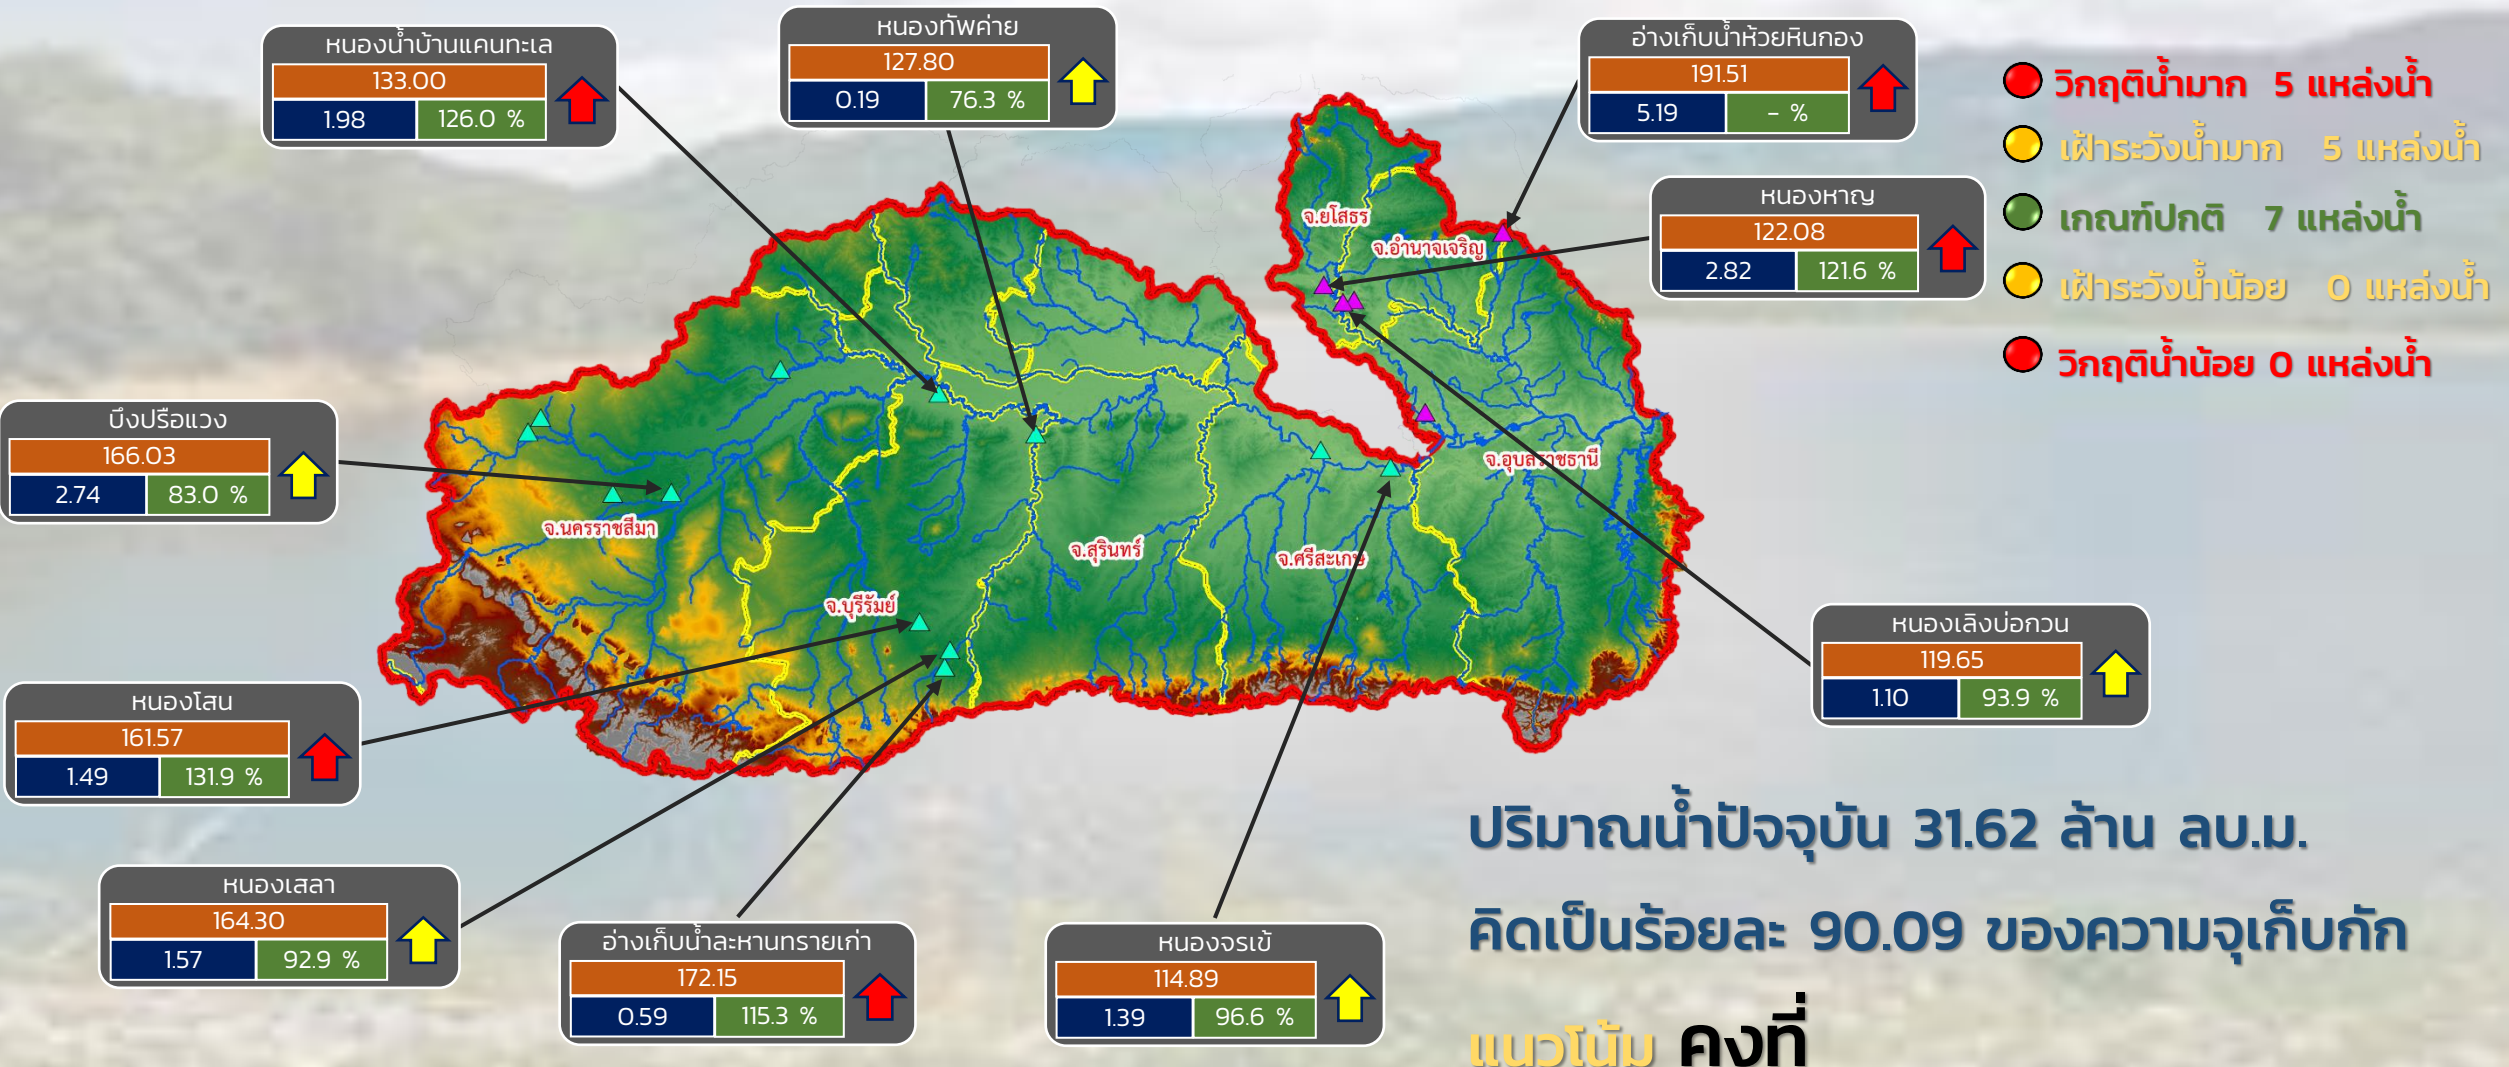 หนองน้ำบ้านแคนทะเล
133.00
1.98 126.0 %
หนองทัพค่าย
127.80
0.19 76.3 %
อ่างเก็บน้ำห้วยหินกอง
191.51
5.19 - %
วิกฤติน้ำมาก 5 แหล่งน้ำ
เฝ้าระวังน้ำมาก 5 แหล่งน้ำ
เกณฑ์ปกติ 7 แหล่งน้ำ
เฝ้าระวังน้ำน้อย 0 แหล่งน้ำ
วิกฤติน้ำน้อย 0 แหล่งน้ำ
หนองหาญ
122.08
2.82 121.6 %
จ.ยโสธร
จ.อำนาจเจริญ
บึงปรือแวง
166.03
2.74 83.0 %
จ.อุบลราชธานี
จ.นครราชสีมา
จ.สุรินทร์
จ.ศรีสะเกษ
จ.บุรีรัมย์
หนองเลิงบ่อกวน
119.65
1.10 93.9 %
หนองโสน
161.57
1.49 131.9 %
หนองเสลา
164.30
1.57 92.9 %
อ่างเก็บน้ำละหานทรายเก่า
172.15
0.59 115.3 %
หนองจรเข้
114.89
1.39 96.6 %
ปริมาณน้ำปัจจุบัน 31.62 ล้าน ลบ.ม.
คิดเป็นร้อยละ 90.09 ของความจุเก็บกัก
แนวโน้ม คงที่